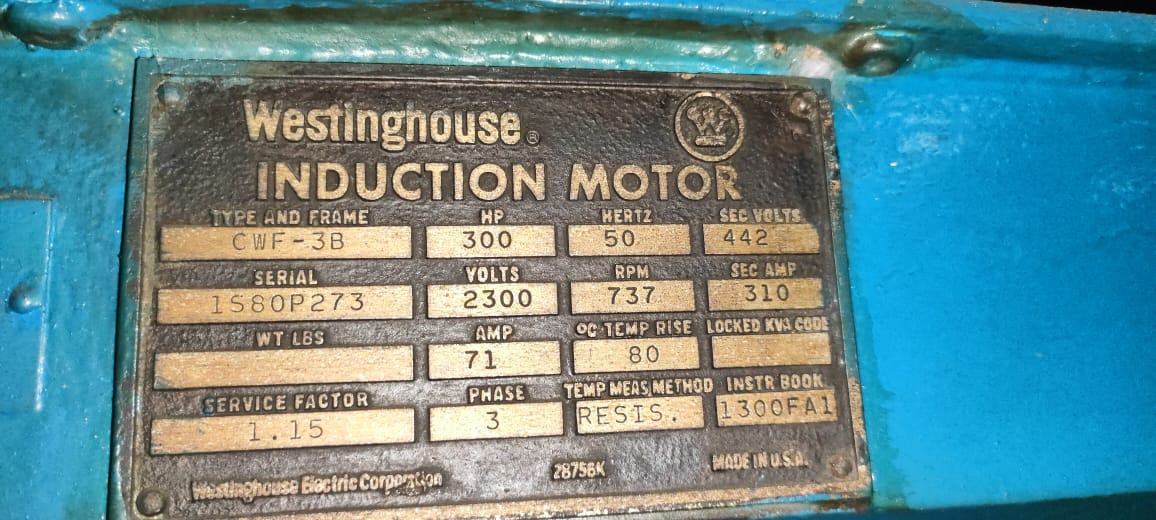 Westinghouse®
INDUCTION MOTOR
TYPE AND FRAME HP HERTZ SEC VOLTS
CWF-3B 300 50 442
SERIAL VOLTS RPM SEC AMP
1S80P273 2300 737 310
WT LBS AMP °C TEMP RISE LOCKED KVA CODE
71 80
SERVICE FACTOR PHASE TEMP MEAS METHOD INSTR BOOK
1.15 3 RESIS. 1300FA1
Westinghouse Electric Corporation 28756K MADE IN U.S.A.